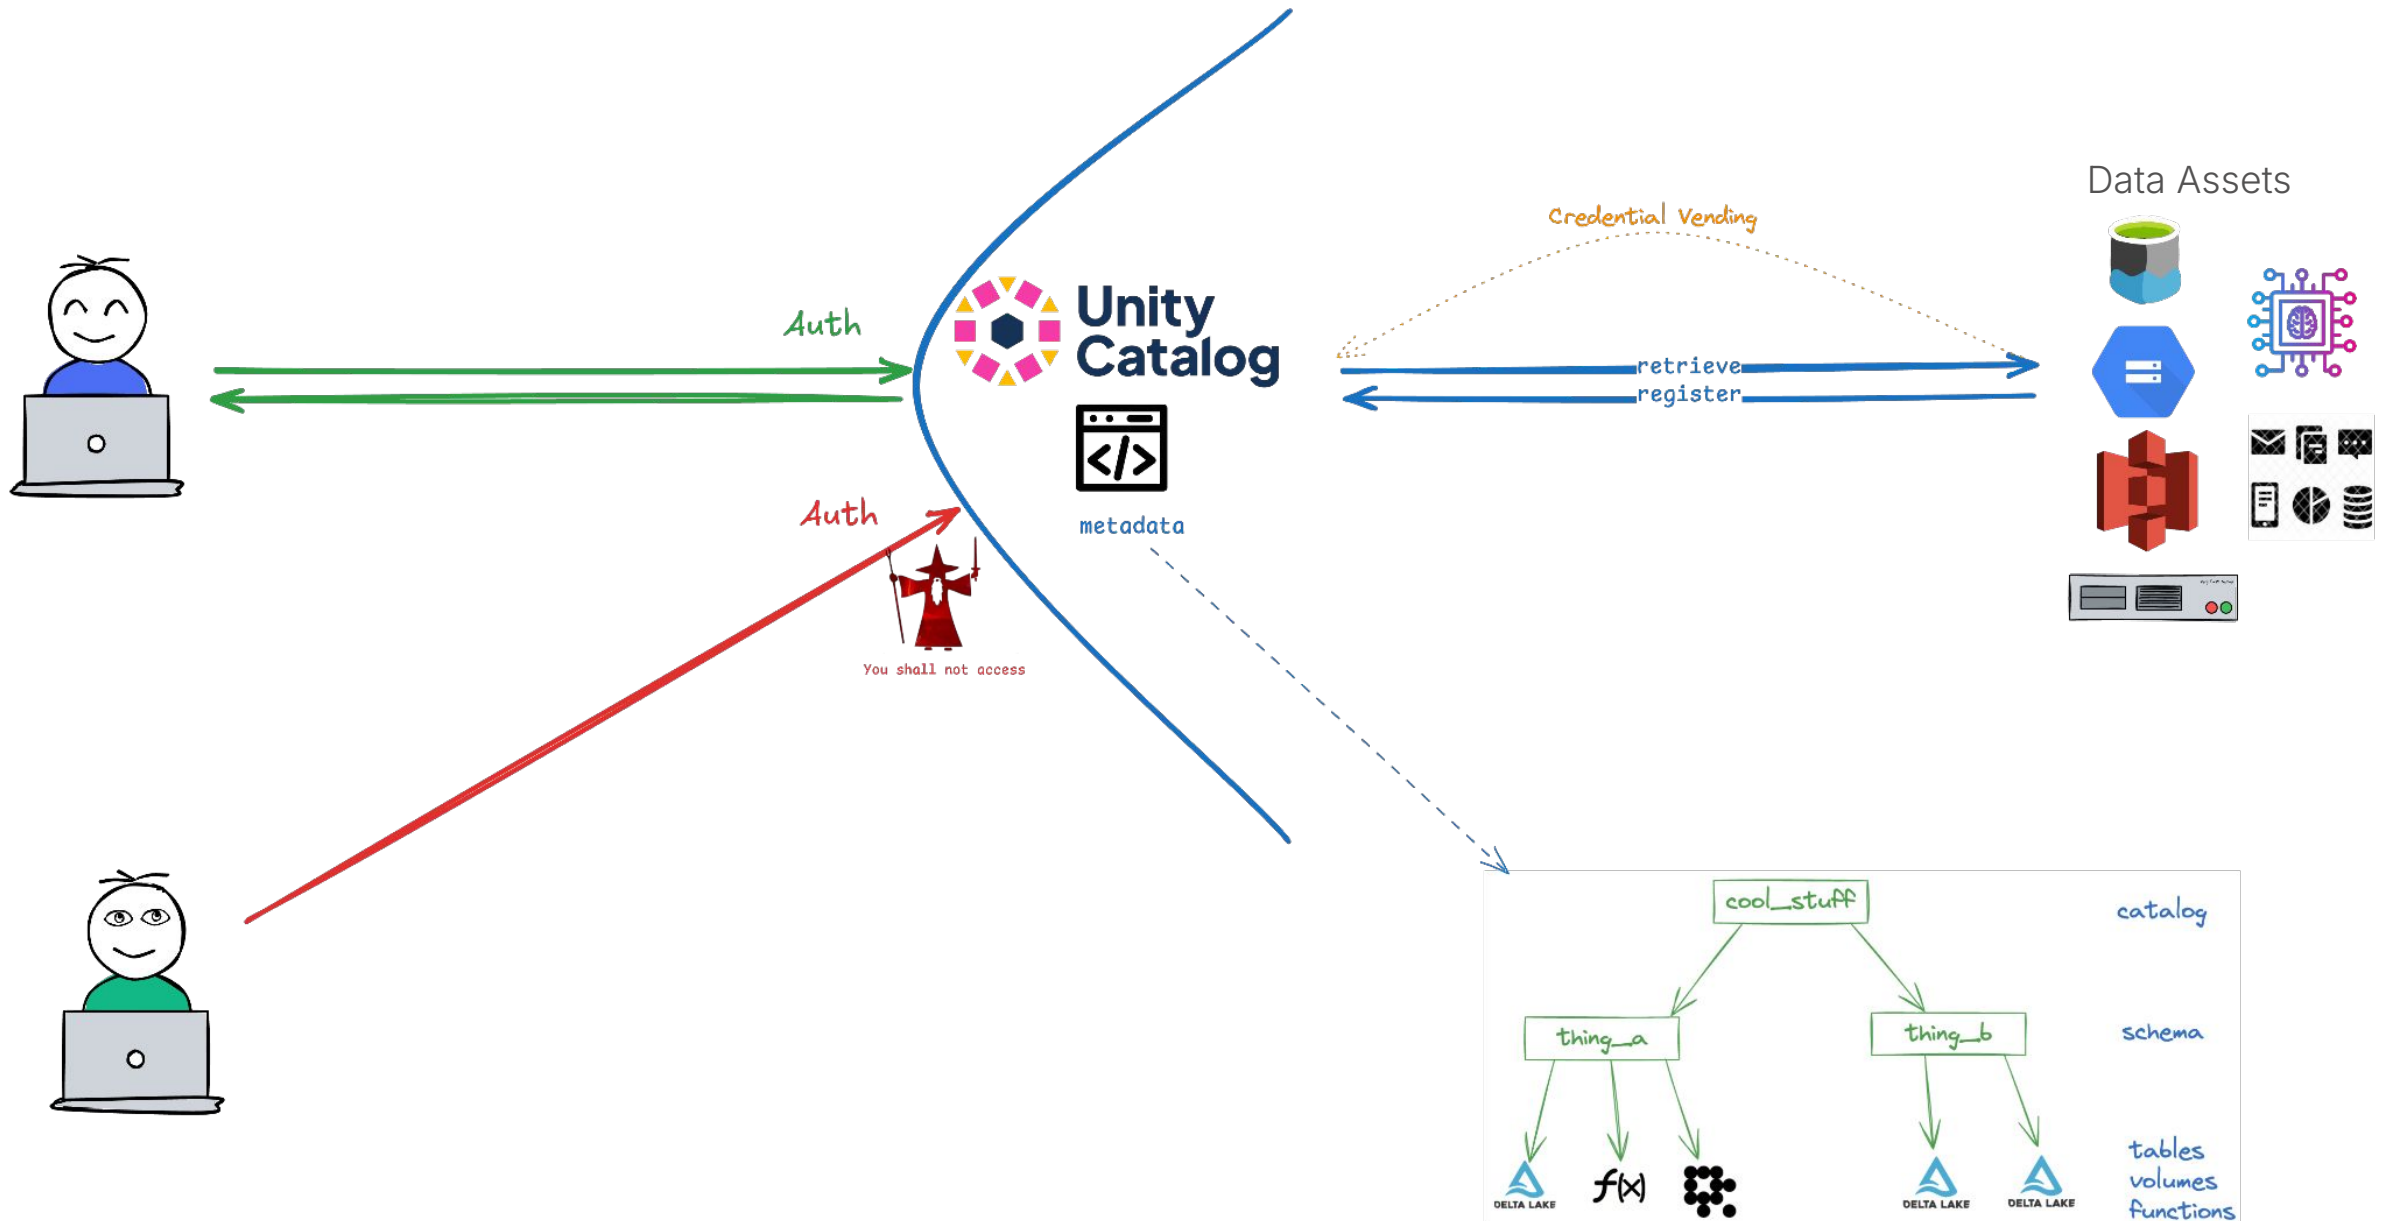 Data Assets
Credential Vending
Auth
Unity
Catalog
retrieve
register
Auth
metadata
You shall not access
cool_stuff
catalog
thing_a
thing_b
schema
tables
volumes
functions
DELTA LAKE
f(x)
DELTA LAKE
DELTA LAKE